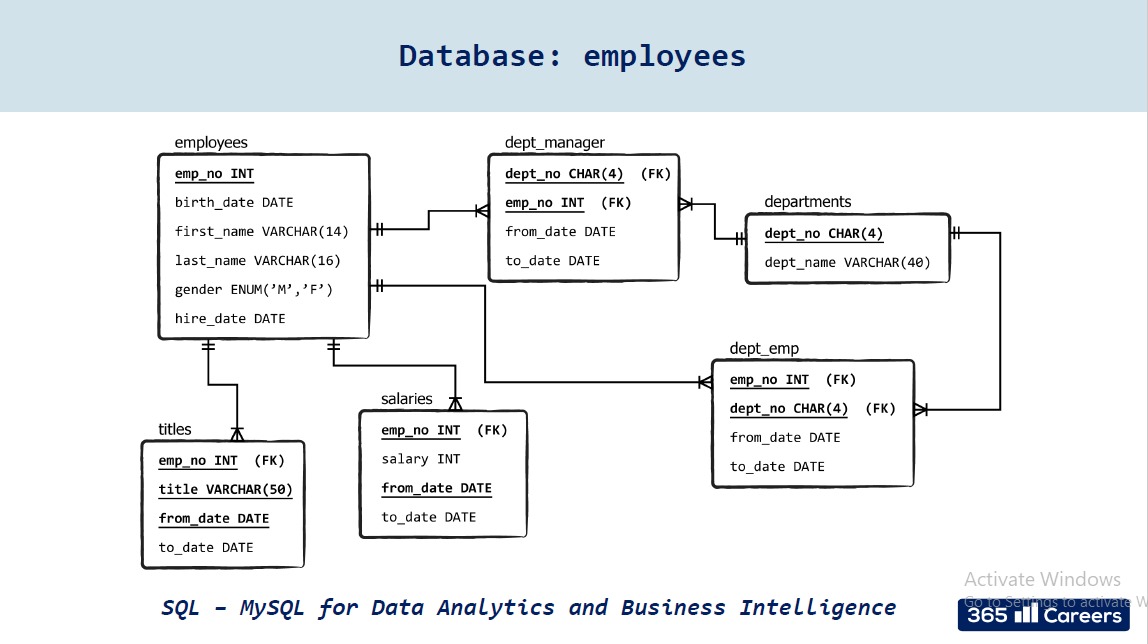 Database: employees
employees
emp_no INT
birth_date DATE
first_name VARCHAR(14)
last_name VARCHAR(16)
gender ENUM(’M’,’F’)
hire_date DATE
dept_manager
dept_no CHAR(4) (FK)
emp_no INT (FK)
from_date DATE
to_date DATE
departments
dept_no CHAR(4)
dept_name VARCHAR(40)
dept_emp
emp_no INT (FK)
dept_no CHAR(4) (FK)
from_date DATE
to_date DATE
salaries
emp_no INT (FK)
salary INT
from_date DATE
to_date DATE
titles
emp_no INT (FK)
title VARCHAR(50)
from_date DATE
to_date DATE
SQL – MySQL for Data Analytics and Business Intelligence
Activate Windows
Go to Settings to activate W
365 Careers